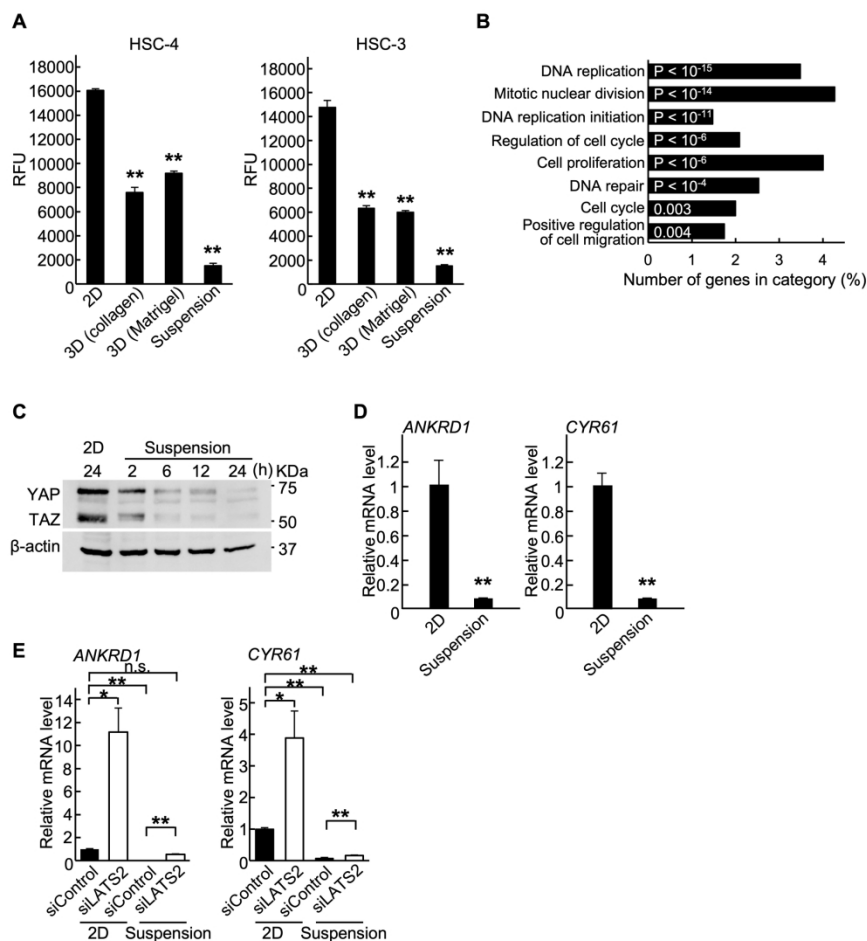 A
HSC-4
HSC-3
18000
16000
14000
12000
10000
8000
6000
4000
2000
0
RFU
**
**
**
2D
3D (collagen)
3D (Matrigel)
Suspension
18000
16000
14000
12000
10000
8000
6000
4000
2000
0
RFU
**
**
**
2D
3D (collagen)
3D (Matrigel)
Suspension
B
DNA replication P < 10-15
Mitotic nuclear division P < 10-14
DNA replication initiation P < 10-11
Regulation of cell cycle P < 10-6
Cell proliferation P < 10-6
DNA repair P < 10-4
Cell cycle 0.003
Positive regulation
of cell migration 0.004
0 1 2 3 4
Number of genes in category (%)
C
2D Suspension
24 2 6 12 24 (h) KDa
YAP 75
TAZ 50
β-actin 37
D
ANKRD1
CYR61
Relative mRNA level
1.2
1
0.8
0.6
0.4
0.2
0
**
2D
Suspension
Relative mRNA level
1.2
1
0.8
0.6
0.4
0.2
0
**
2D
Suspension
E
ANKRD1
CYR61
n.s.
**
*
**
Relative mRNA level
14
12
10
8
6
4
2
0
siControl
siLATS2
siControl
siLATS2
2D Suspension
**
**
*
**
Relative mRNA level
5
4
3
2
1
0
siControl
siLATS2
siControl
siLATS2
2D Suspension